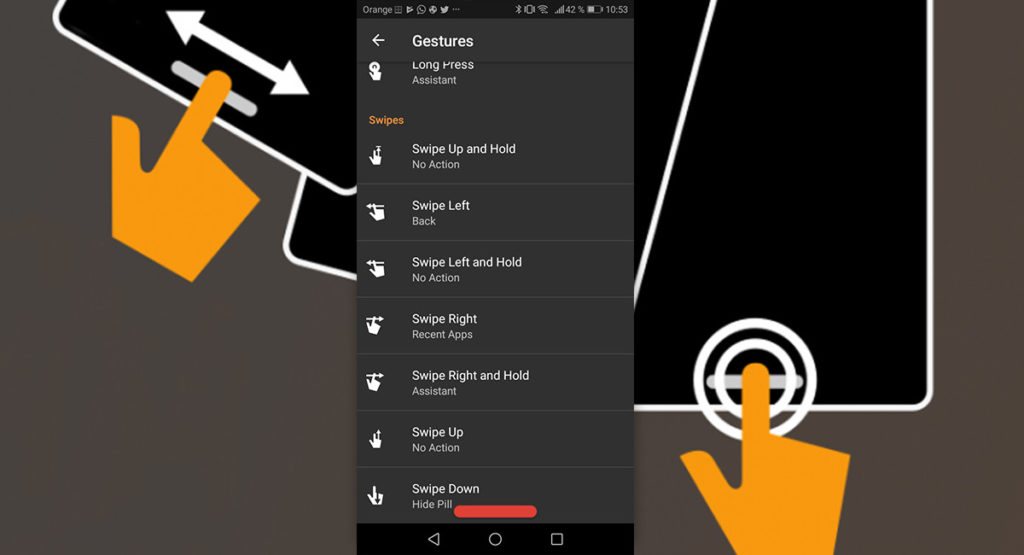 Orange 42 % 10:53
Gestures
Long Press
Assistant
Swipes
Swipe Up and Hold
No Action
Swipe Left
Back
Swipe Left and Hold
No Action
Swipe Right
Recent Apps
Swipe Right and Hold
Assistant
Swipe Up
No Action
Swipe Down
Hide Pill